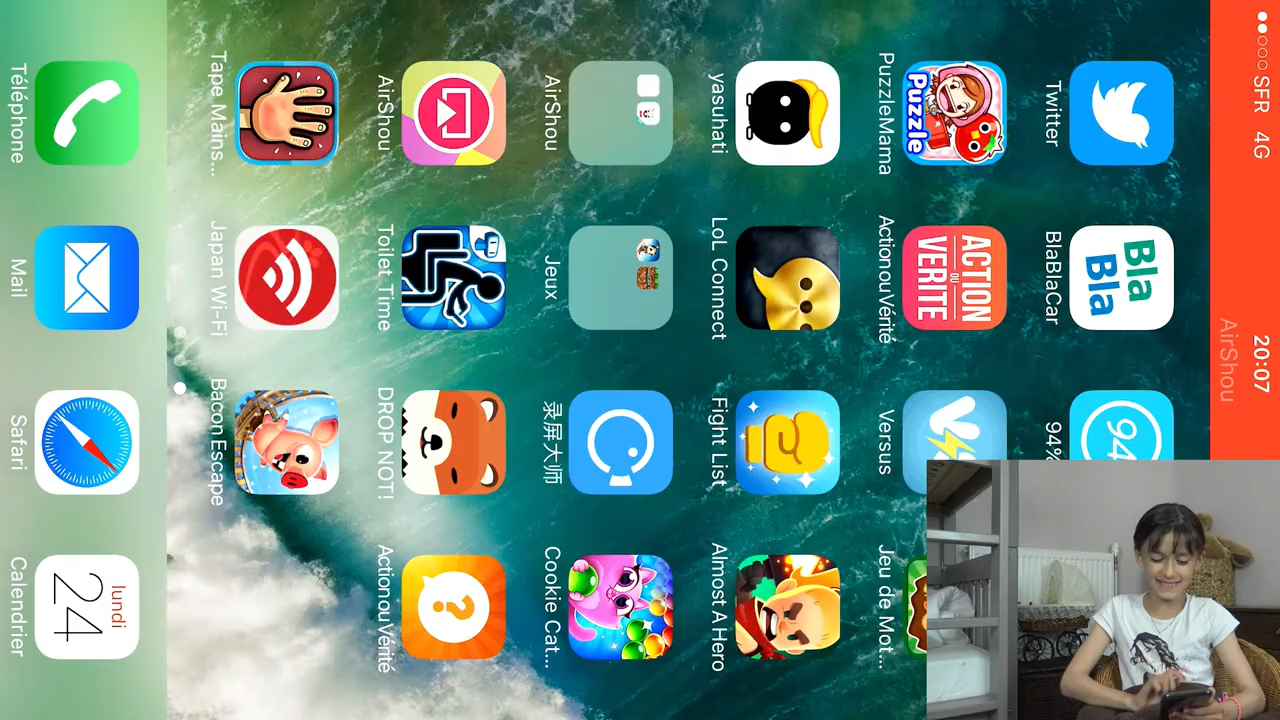 SFR 4G 20:07
AirShou
Bla
Bla
94%
Twitter
BlaBlaCar
94%
Puzzle
ACTION
OU
VERITE
PuzzleMama
ActionouVérité
Versus
Jeu de Mot...
yasuhati
LoL Connect
Fight List
Almost A Hero
AirShou
Jeux
录屏大师
Cookie Cat...
AirShou
Toilet Time
DROP NOT!
ActionouVérité
Tape Mains...
Japan Wi-Fi
Bacon Escape
lundi
24
Téléphone
Mail
Safari
Calendrier